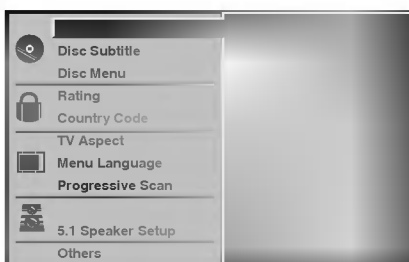 Disc Subtitle
Disc Menu
Rating
Country Code
TV Aspect
Menu Language
Progressive Scan
5.1 Speaker Setup
Others